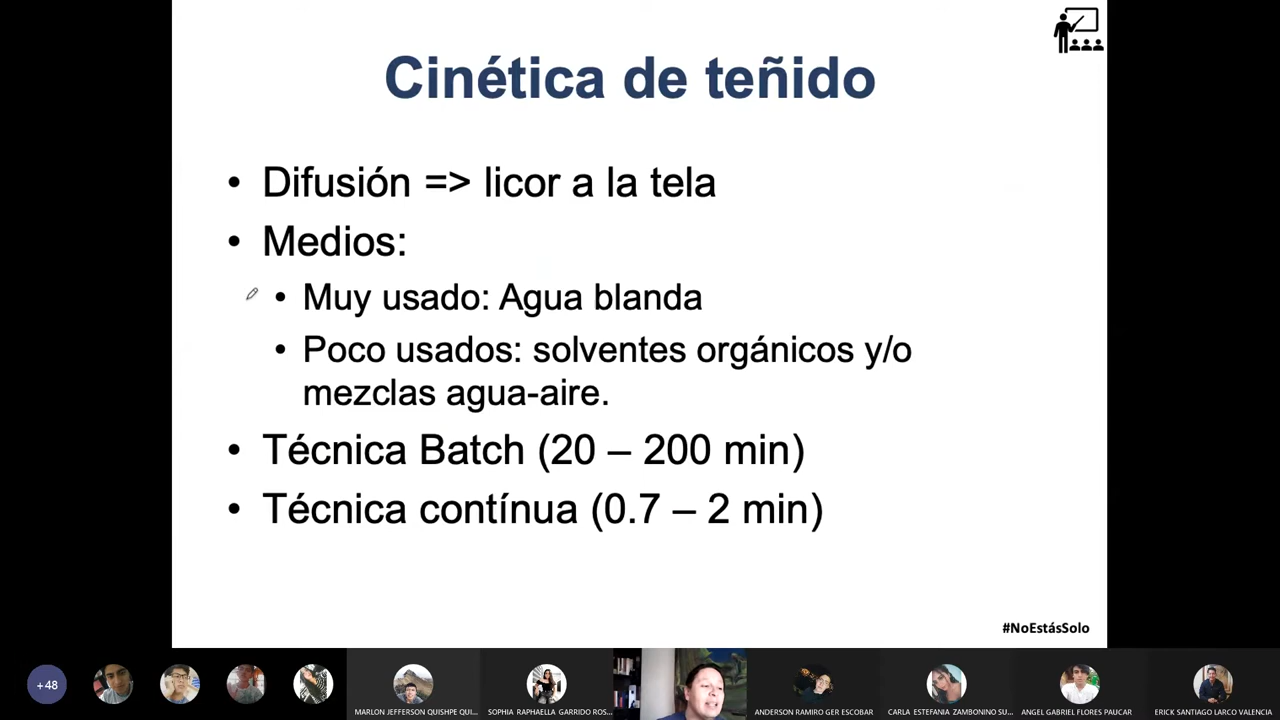 Cinética de teñido
• Difusión => licor a la tela
• Medios:
• Muy usado: Agua blanda
• Poco usados: solventes orgánicos y/o
mezclas agua-aire.
• Técnica Batch (20 – 200 min)
• Técnica contínua (0.7 – 2 min)
#NoEstásSolo
+48
MARLON JEFFERSON QUISHPE QUI...
SOPHIA RAPHAELLA GARRIDO ROS...
ANDERSON RAMIRO GER ESCOBAR
CARLA ESTEFANIA ZAMBONINO SU...
ANGEL GABRIEL FLORES PAUCAR
ERICK SANTIAGO LARCO VALENCIA